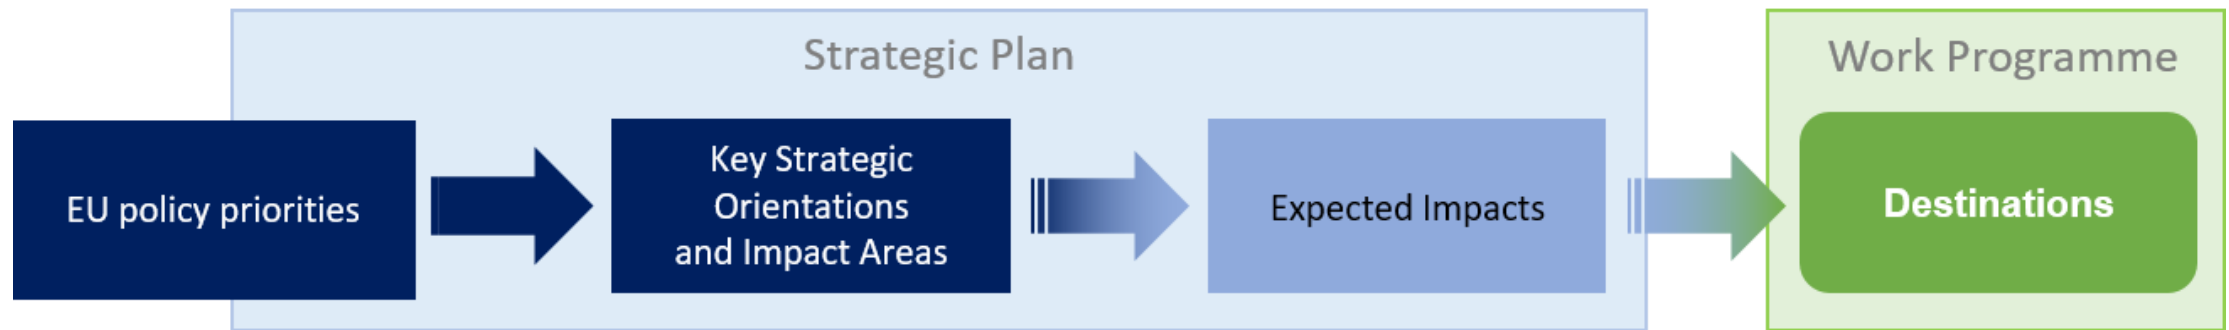 Strategic Plan
Work Programme
EU policy priorities
Key Strategic
Orientations
and Impact Areas
Expected Impacts
Destinations